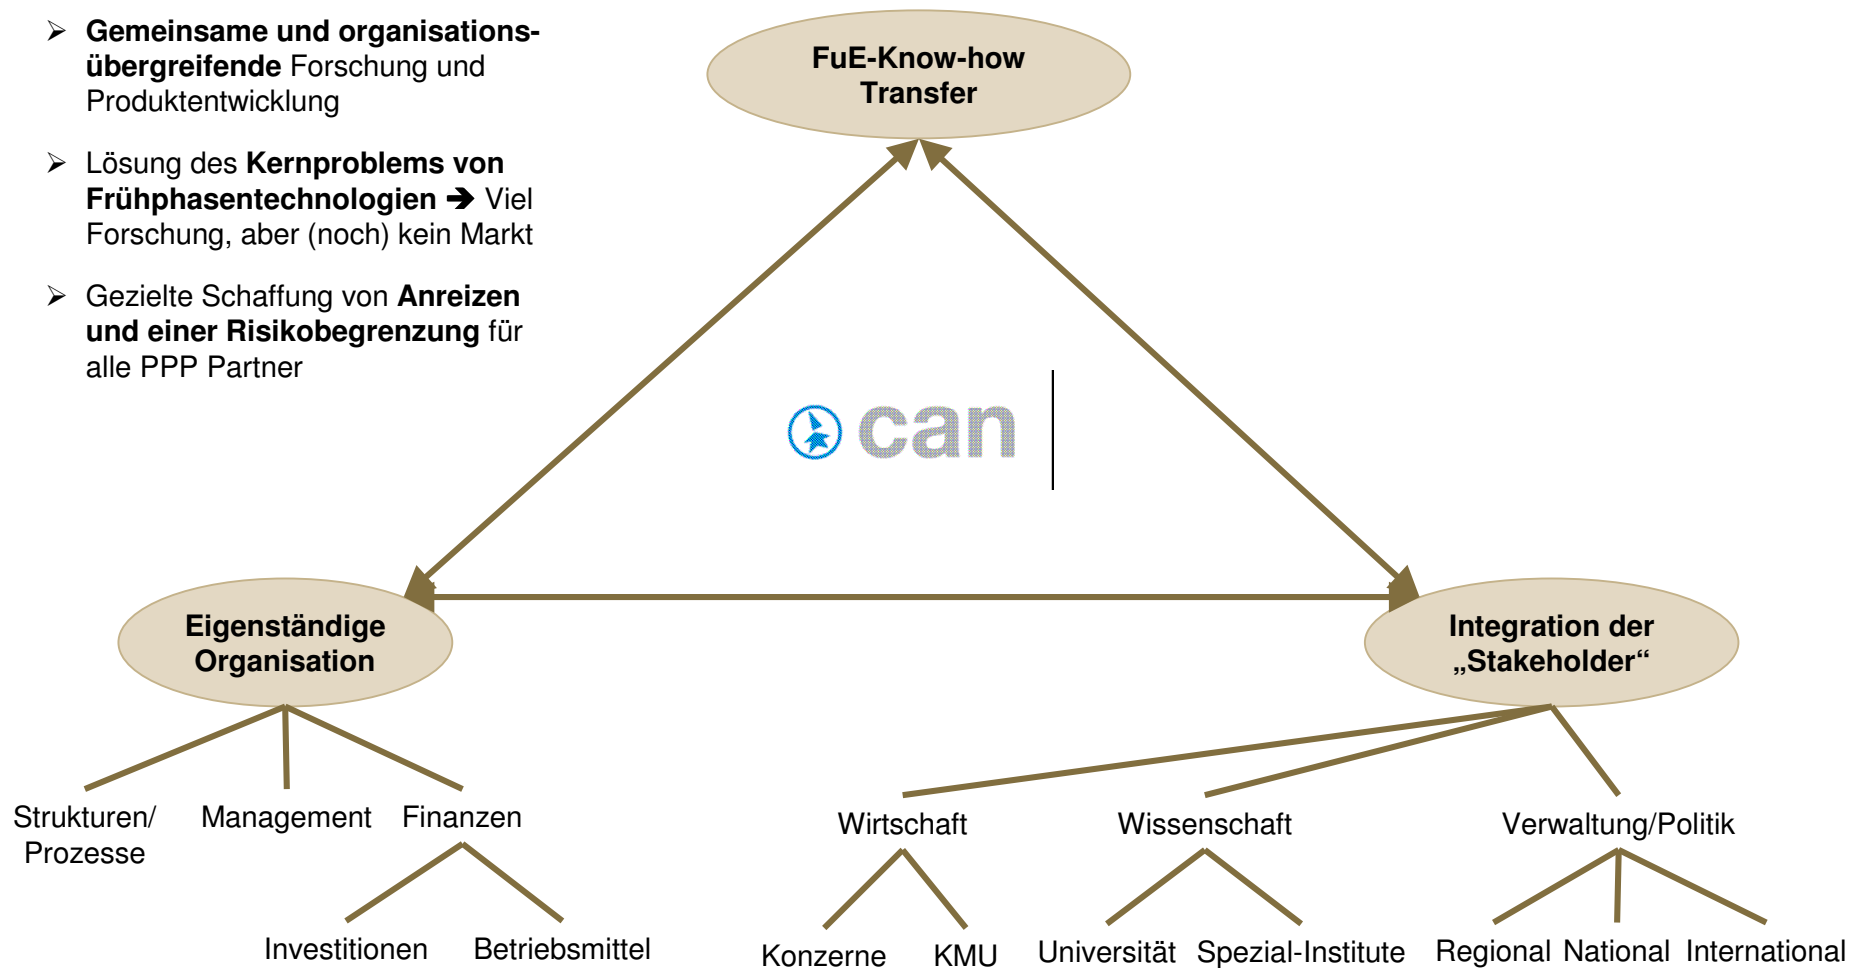 ➢ Gemeinsame und organisations-
übergreifende Forschung und
Produktentwicklung
➢ Lösung des Kernproblems von
Frühphasentechnologien ➔ Viel
Forschung, aber (noch) kein Markt
➢ Gezielte Schaffung von Anreizen
und einer Risikobegrenzung für
alle PPP Partner
FuE-Know-how
Transfer
can
Eigenständige
Organisation
Integration der
„Stakeholder“
Strukturen/
Prozesse
Management
Finanzen
Investitionen
Betriebsmittel
Wirtschaft
Wissenschaft
Verwaltung/Politik
Konzerne
KMU
Universität
Spezial-Institute
Regional
National
International